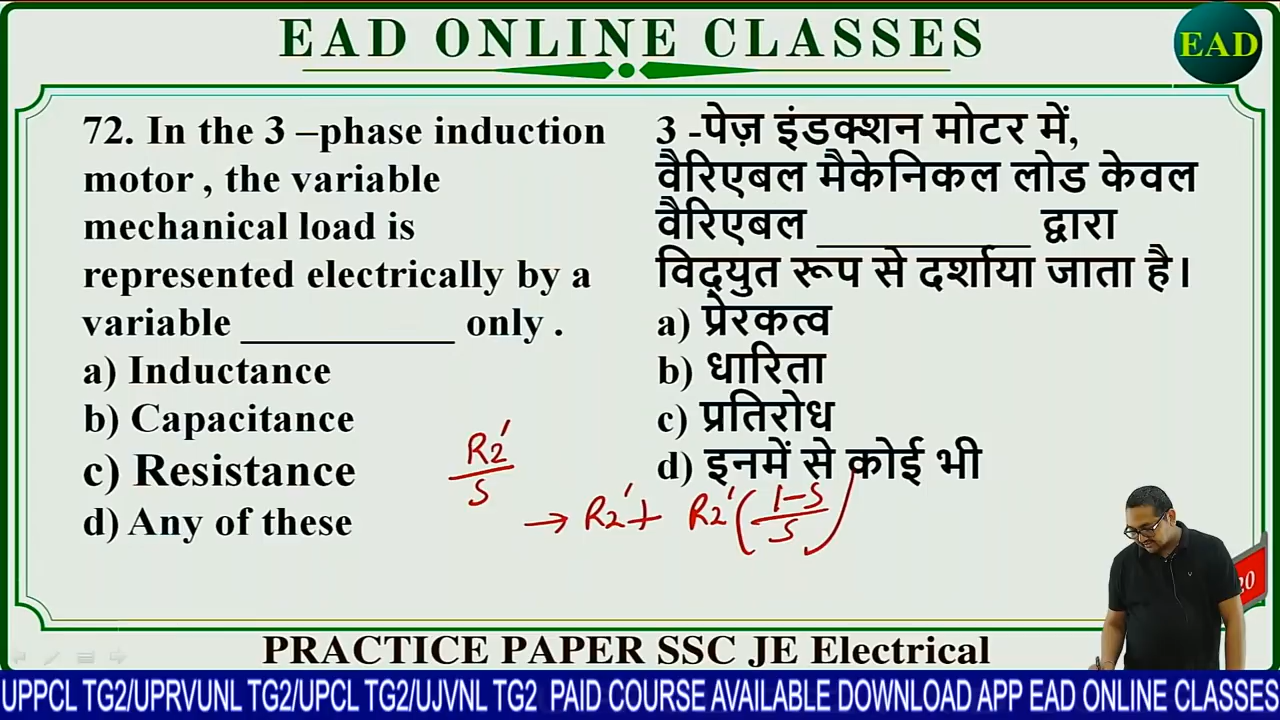 EAD ONLINE CLASSES
EAD
72. In the 3 –phase induction
motor , the variable
mechanical load is
represented electrically by a
variable __________ only .
a) Inductance
b) Capacitance
c) Resistance
d) Any of these
3 -पेज़ इंडक्शन मोटर में,
वैरिएबल मैकेनिकल लोड केवल
वैरिएबल __________ द्वारा
विद्युत रूप से दर्शाया जाता है।
a) प्रेरकत्व
b) धारिता
c) प्रतिरोध
d) इनमें से कोई भी
R2'/S
→ R2' + R2' (1-S/S)
20
PRACTICE PAPER SSC JE Electrical
UPPCL TG2/UPRVUNL TG2/UPCL TG2/UJVNL TG2 PAID COURSE AVAILABLE DOWNLOAD APP EAD ONLINE CLASSES